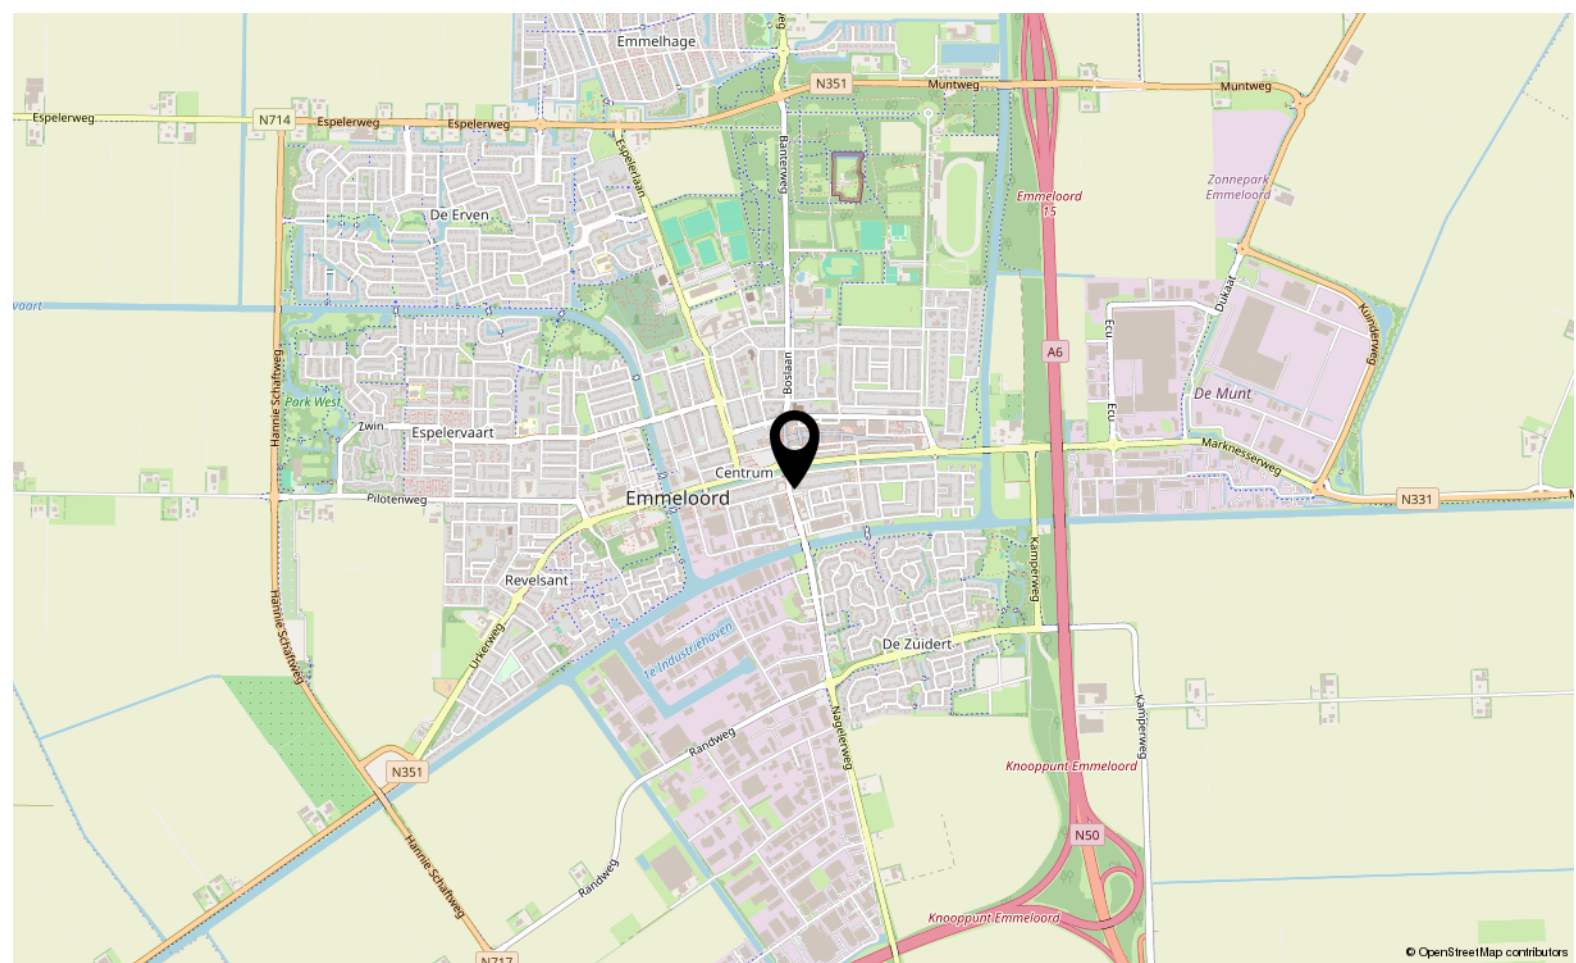 Emmelhage
N351
Muntweg
Muntweg
Espelerweg
N714
Espelerweg
Espelerweg
Espelerlaan
Banterweg
Zonnepark
Emmeloord
Emmeloord
15
De Erven
vaart
Dukaat
Kuinderweg
Ecu
A6
Hannie Schaftweg
Boslaan
De Munt
Park West
Ecu
Zwin
Espelervaart
Marknesserweg
Centrum
Emmeloord
Pilotenweg
N331
Kamperweg
Revelsant
Hannie Schaftweg
Urkerweg
1e Industriehaven
De Zuidert
Kamperweg
Nagelerweg
Randweg
N351
Knooppunt Emmeloord
N50
Hannie Schaftweg
Randweg
Knooppunt Emmeloord
N717
© OpenStreetMap contributors